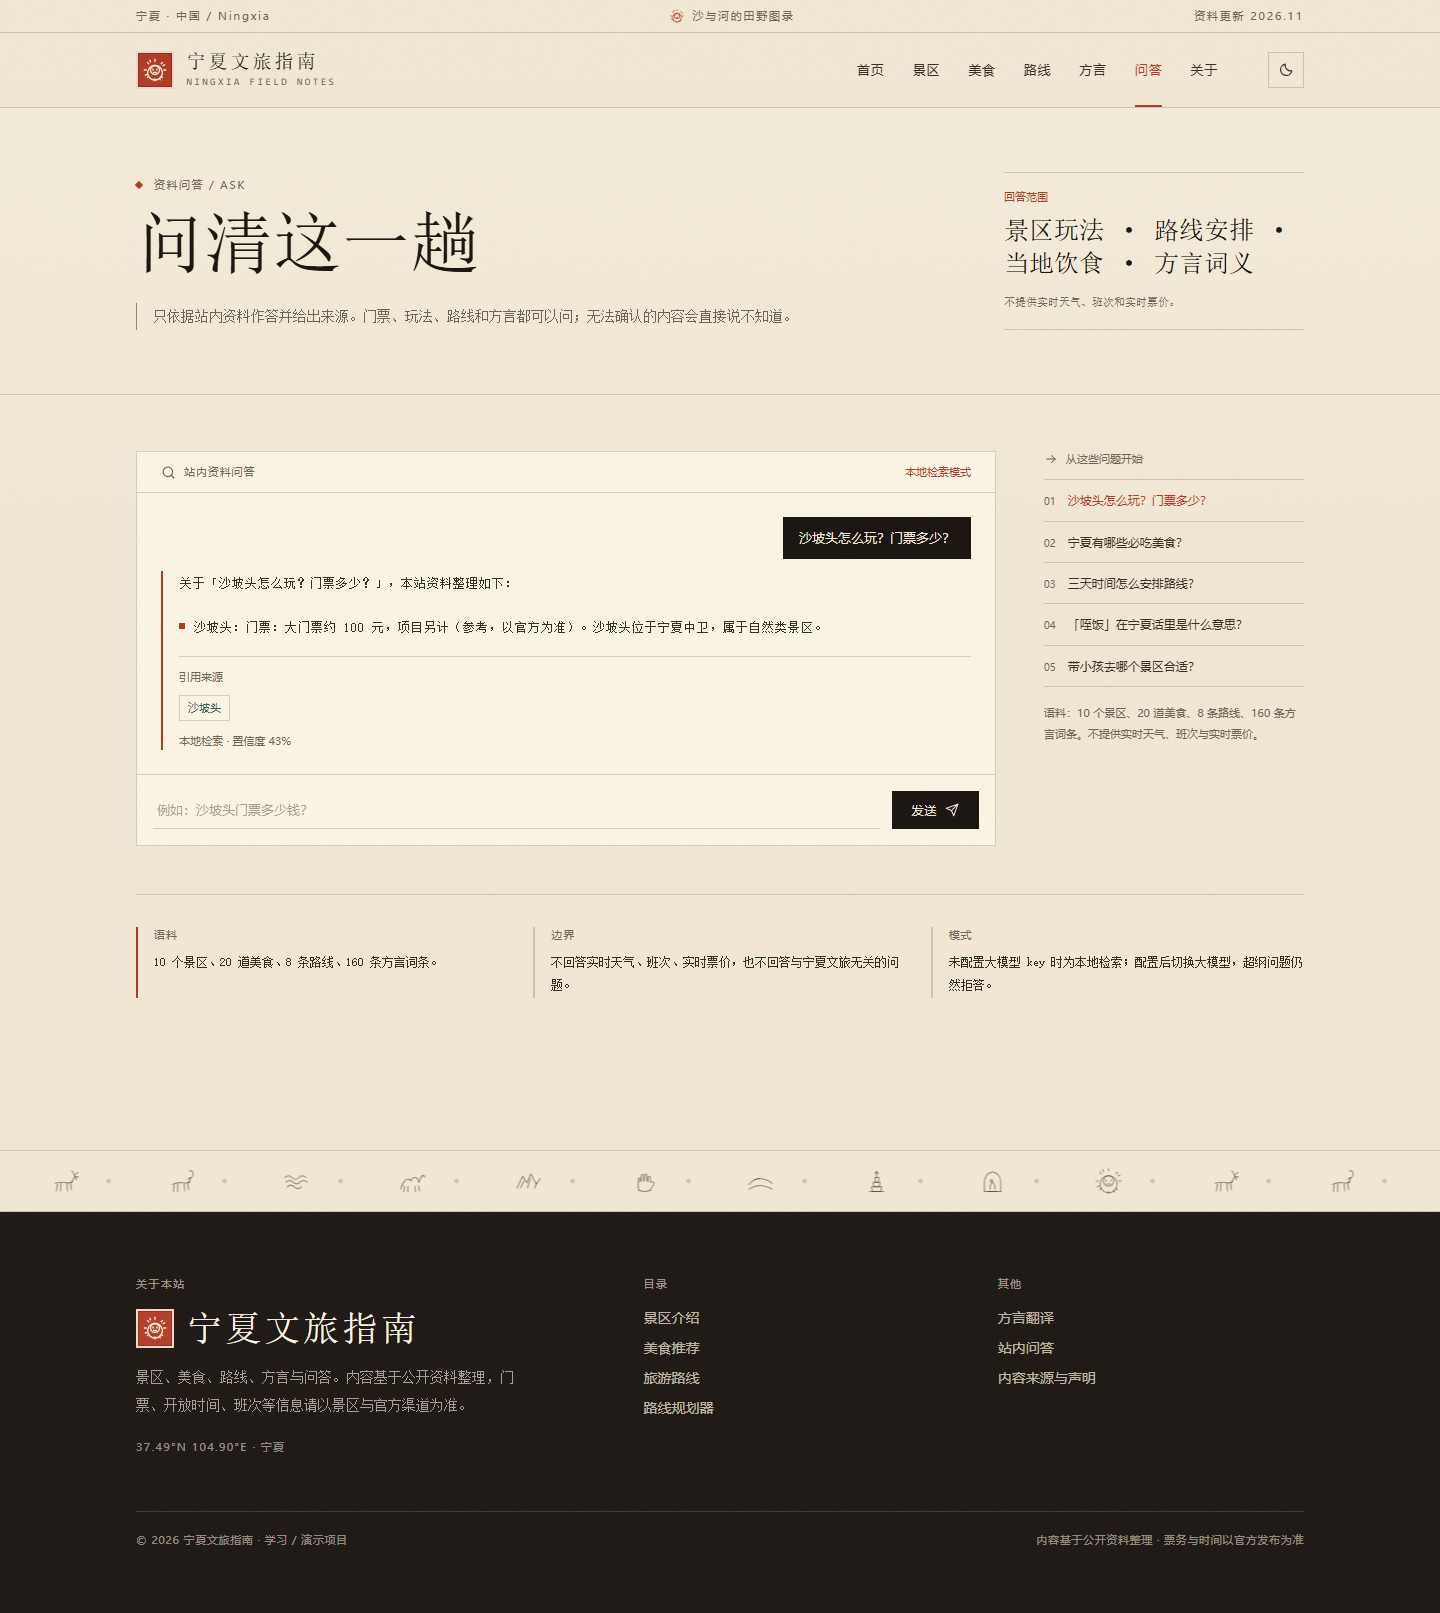 宁夏 · 中国 / Ningxia
沙与河的田野图录
资料更新 2026.11
宁夏文旅指南
NINGXIA FIELD NOTES
首页 景区 美食 路线 方言 问答 关于
资料问答 / ASK
问清这一趟
只依据站内资料作答并给出来源。门票、玩法、路线和方言都可以问；无法确认的内容会直接说不知道。
回答范围
景区玩法 • 路线安排 •
当地饮食 • 方言词义
不提供实时天气、班次和实时票价。
站内资料问答
本地检索模式
沙坡头怎么玩？门票多少？
关于「沙坡头怎么玩？门票多少？」，本站资料整理如下：
沙坡头：门票：大门票约 100 元，项目另计（参考，以官方为准）。沙坡头位于宁夏中卫，属于自然类景区。
引用来源
沙坡头
本地检索 · 置信度 43%
例如：沙坡头门票多少钱？
发送
从这些问题开始
01 沙坡头怎么玩？门票多少？
02 宁夏有哪些必吃美食？
03 三天时间怎么安排路线？
04 「咥饭」在宁夏话里是什么意思？
05 带小孩去哪个景区合适？
语料：10 个景区、20 道美食、8 条路线、160 条方
言词条。不提供实时天气、班次与实时票价。
语料
10 个景区、20 道美食、8 条路线、160 条方言词条。
边界
不回答实时天气、班次、实时票价，也不回答与宁夏文旅无关的问
题。
模式
未配置大模型 key 时为本地检索；配置后切换大模型，超纲问题仍
然拒答。
关于本站
宁夏文旅指南
景区、美食、路线、方言与问答。内容基于公开资料整理，门
票、开放时间、班次等信息请以景区与官方渠道为准。
37.49°N 104.90°E · 宁夏
目录
景区介绍
美食推荐
旅游路线
路线规划器
其他
方言翻译
站内问答
内容来源与声明
© 2026 宁夏文旅指南 · 学习 / 演示项目
内容基于公开资料整理 · 票务与时间以官方发布为准